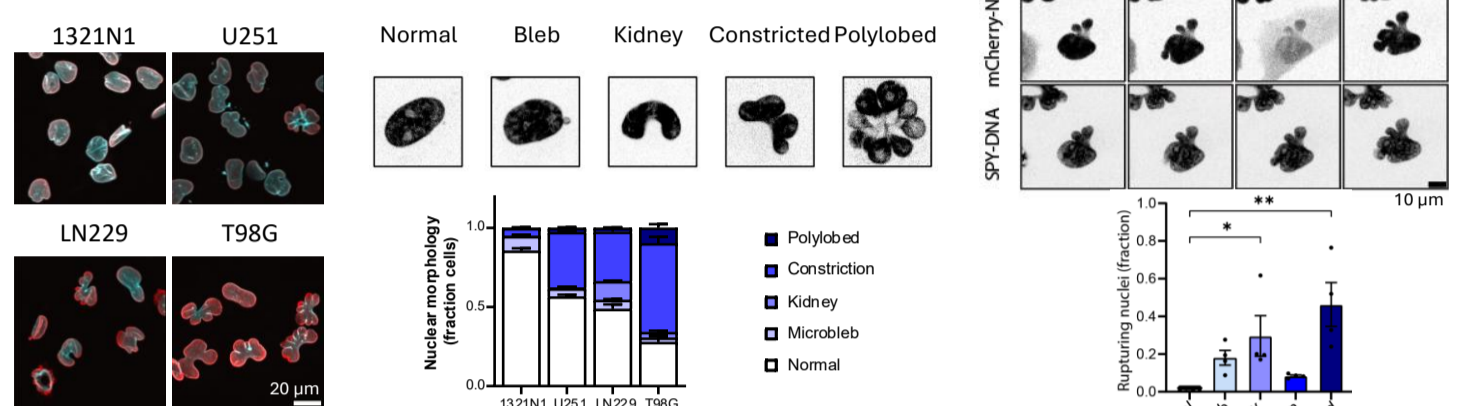 1321N1
U251
LN229
T98G
20 µm
Normal
Bleb
Kidney
Constricted
Polylobed
Nuclear morphology
(fraction cells)
1.0
0.5
0.0
1321N1
U251
LN229
T98G
Polylobed
Constriction
Kidney
Microbleb
Normal
SPY-DNA
10 µm
Rupturing nuclei (fraction)
1.0
0.8
0.6
0.4
0.2
0.0
*
**